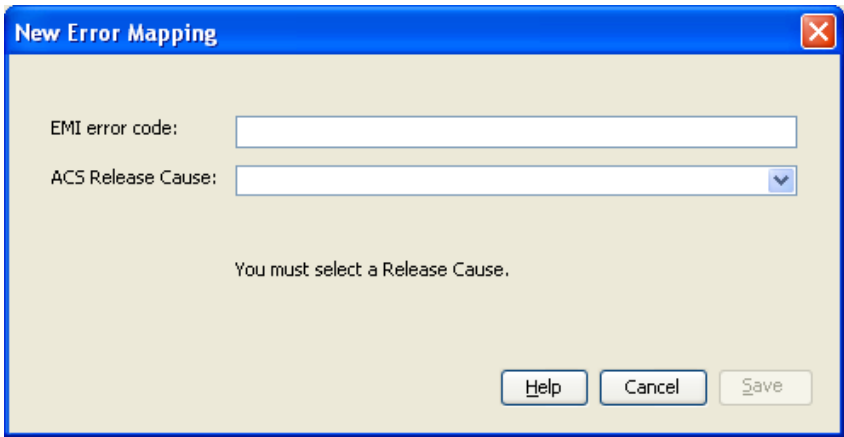 New Error Mapping
EMI error code:
ACS Release Cause:
You must select a Release Cause.
Help Cancel Save